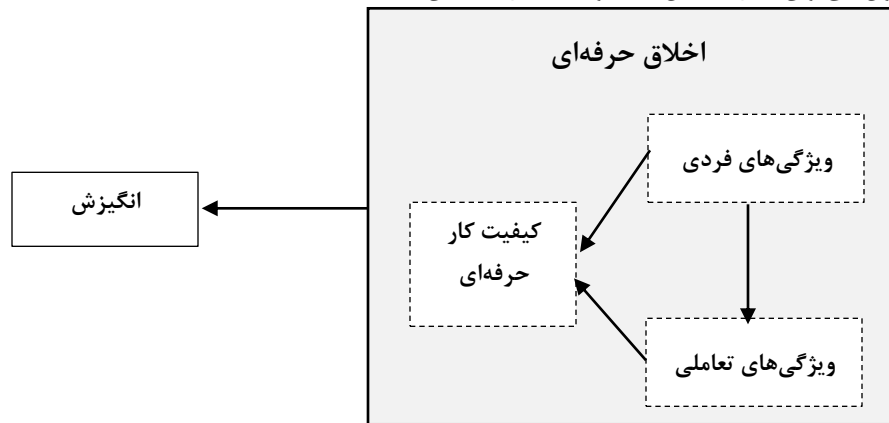 اخلاق حرفه‌ای
ویژگی‌های فردی
انگیزش
کیفیت کار
حرفه‌ای
ویژگی‌های تعاملی